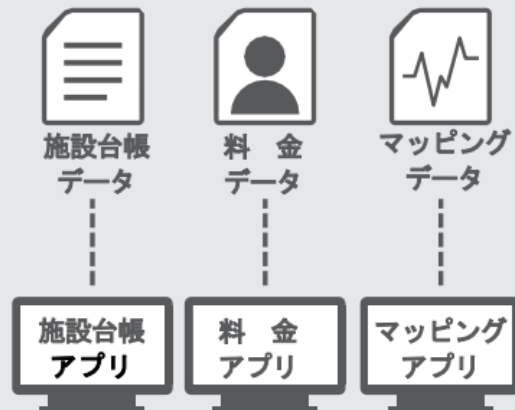 施設台帳
データ
料　金
データ
マッピング
データ
施設台帳
アプリ
料　金
アプリ
マッピング
アプリ